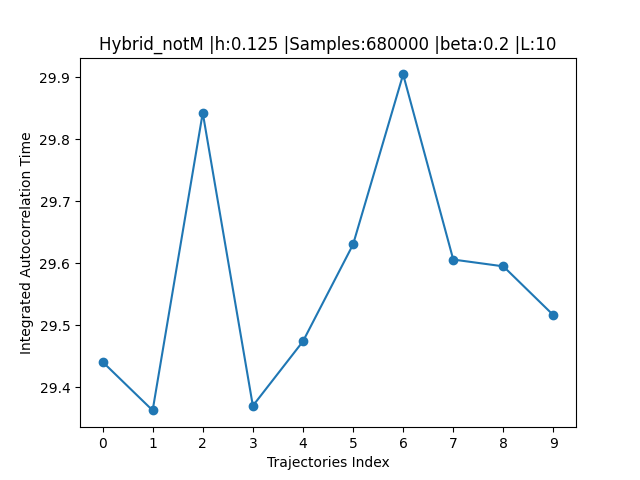 Hybrid_notM |h:0.125 |Samples:680000 |beta:0.2 |L:10
Integrated Autocorrelation Time
29.9
29.8
29.7
29.6
29.5
29.4
0 1 2 3 4 5 6 7 8 9
Trajectories Index